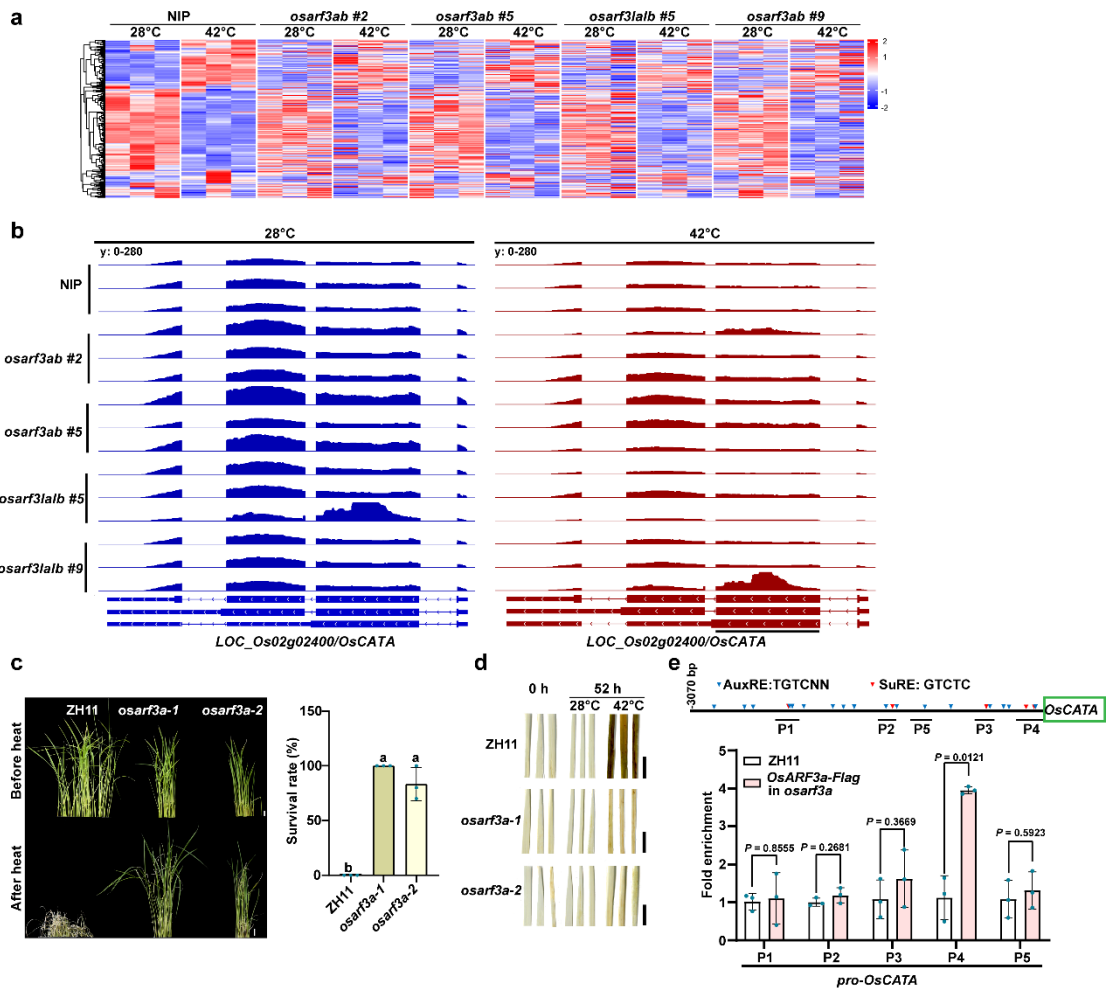 a
NIP
osarf3ab #2
osarf3ab #5
osarf3lalb #5
osarf3ab #9
28°C 42°C 28°C 42°C 28°C 42°C 28°C 42°C 28°C 42°C
2
1
-1
-2
b
28°C
42°C
y: 0-280
y: 0-280
NIP
osarf3ab #2
osarf3ab #5
osarf3lalb #5
osarf3lalb #9
LOC_Os02g02400/OsCATA
LOC_Os02g02400/OsCATA
c
ZH11 osarf3a-1 osarf3a-2
Before heat
After heat
Survival rate (%)
150
100
50
0
b
a
a
ZH11
osarf3a-1
osarf3a-2
d
0 h
52 h
28°C 42°C
ZH11
osarf3a-1
osarf3a-2
e
-3070 bp
AuxRE:TGTCNN
SuRE: GTCTC
OsCATA
P1 P2 P5 P3 P4
ZH11
OsARF3a-Flag
in osarf3a
Fold enrichment
5
4
3
2
1
0
P = 0.8555
P = 0.2681
P = 0.3669
P = 0.0121
P = 0.5923
P1 P2 P3 P4 P5
pro-OsCATA